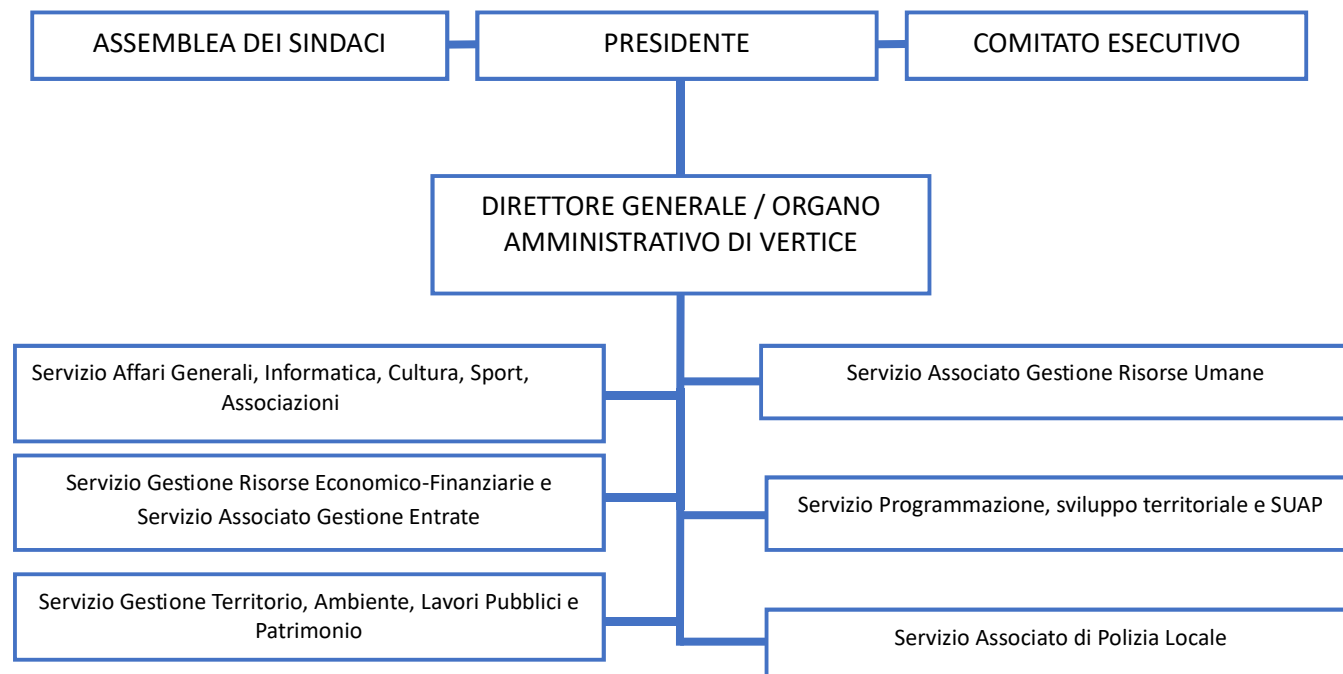 ASSEMBLEA DEI SINDACI
PRESIDENTE
COMITATO ESECUTIVO
DIRETTORE GENERALE / ORGANO
AMMINISTRATIVO DI VERTICE
Servizio Affari Generali, Informatica, Cultura, Sport,
Associazioni
Servizio Associato Gestione Risorse Umane
Servizio Gestione Risorse Economico-Finanziarie e
Servizio Associato Gestione Entrate
Servizio Programmazione, sviluppo territoriale e SUAP
Servizio Gestione Territorio, Ambiente, Lavori Pubblici e
Patrimonio
Servizio Associato di Polizia Locale